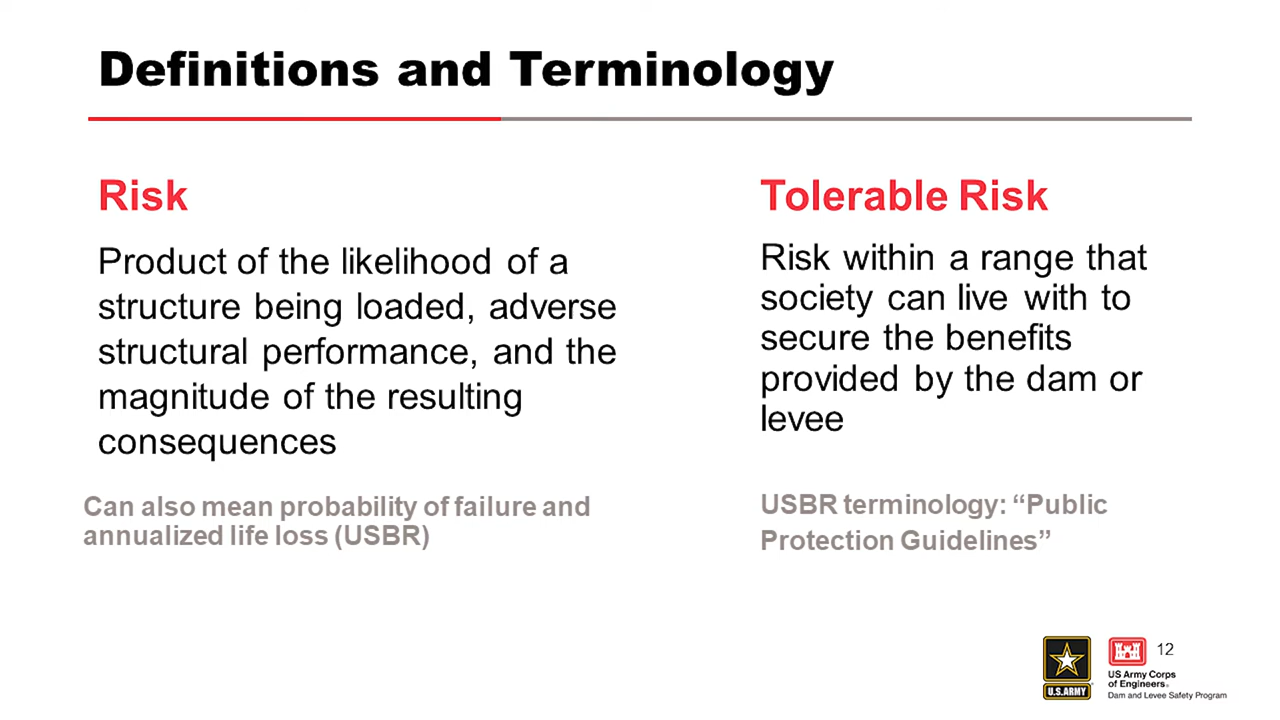 Definitions and Terminology
Risk
Product of the likelihood of a
structure being loaded, adverse
structural performance, and the
magnitude of the resulting
consequences
Can also mean probability of failure and
annualized life loss (USBR)
Tolerable Risk
Risk within a range that
society can live with to
secure the benefits
provided by the dam or
levee
USBR terminology: “Public
Protection Guidelines”
U.S.ARMY
US Army Corps
of Engineers®
Dam and Levee Safety Program
12